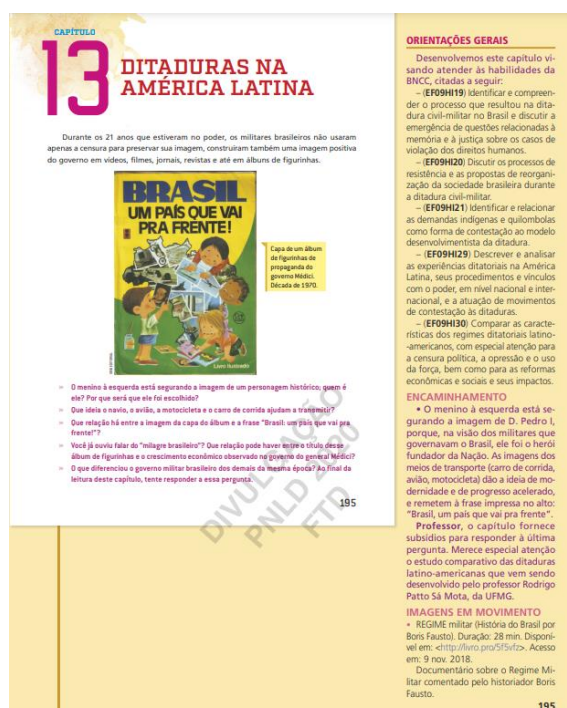 CAPÍTULO
13
DITADURAS NA
AMÉRICA LATINA
Durante os 21 anos que estiveram no poder, os militares brasileiros não usaram
apenas a censura para preservar sua imagem, construíram também uma imagem positiva
do governo em vídeos, filmes, jornais, revistas e até em álbuns de figurinhas.
BRASIL
UM PAÍS QUE VAI
PRA FRENTE!
Livro Ilustrado
Capa de um álbum
de figurinhas de
propaganda do
governo Médici.
Década de 1970.
» O menino à esquerda está segurando a imagem de um personagem histórico; quem é
ele? Por que será que ele foi escolhido?
» Que ideia o navio, o avião, a motocicleta e o carro de corrida ajudam a transmitir?
» Que relação há entre a imagem da capa do álbum e a frase "Brasil: um país que vai pra
frente!"?
» Você já ouviu falar do "milagre brasileiro"? Que relação pode haver entre o título desse
álbum de figurinhas e o crescimento econômico observado no governo do general Médici?
» O que diferenciou o governo militar brasileiro dos demais da mesma época? Ao final da
leitura deste capítulo, tente responder a essa pergunta.
195
DIVULGAÇÃO
PNLD 2020
FTD
ORIENTAÇÕES GERAIS
Desenvolvemos este capítulo vi-
sando atender às habilidades da
BNCC, citadas a seguir:
– (EF09HI19) Identificar e compreen-
der o processo que resultou na dita-
dura civil-militar no Brasil e discutir a
emergência de questões relacionadas à
memória e à justiça sobre os casos de
violação dos direitos humanos.
– (EF09HI20) Discutir os processos de
resistência e as propostas de reorgani-
zação da sociedade brasileira durante
a ditadura civil-militar.
– (EF09HI21) Identificar e relacionar
as demandas indígenas e quilombolas
como forma de contestação ao modelo
desenvolvimentista da ditadura.
– (EF09HI29) Descrever e analisar
as experiências ditatoriais na América
Latina, seus procedimentos e vínculos
com o poder, em nível nacional e inter-
nacional, e a atuação de movimentos
de contestação às ditaduras.
– (EF09HI30) Comparar as caracte-
rísticas dos regimes ditatoriais latino-
-americanos, com especial atenção para
a censura política, a opressão e o uso
da força, bem como para as reformas
econômicas e sociais e seus impactos.
ENCAMINHAMENTO
• O menino à esquerda está se-
gurando a imagem de D. Pedro I,
porque, na visão dos militares que
governavam o Brasil, ele foi o herói
fundador da Nação. As imagens dos
meios de transporte (carro de corrida,
avião, motocicleta) dão a ideia de mo-
dernidade e de progresso acelerado,
e remetem à frase impressa no alto:
"Brasil, um país que vai pra frente".
Professor, o capítulo fornece
subsídios para responder à última
pergunta. Merece especial atenção
o estudo comparativo das ditaduras
latino-americanas que vem sendo
desenvolvido pelo professor Rodrigo
Patto Sá Mota, da UFMG.
IMAGENS EM MOVIMENTO
• REGIME militar (História do Brasil por
Boris Fausto). Duração: 28 min. Disponí-
vel em: <http://livro.pro/5f5vfz>. Acesso
em: 9 nov. 2018.
Documentário sobre o Regime Mi-
litar comentado pelo historiador Boris
Fausto.
195